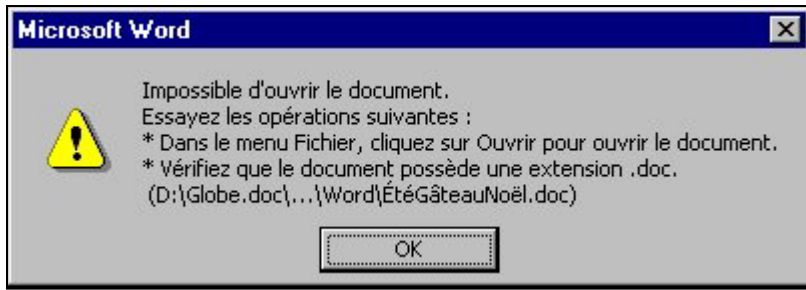 Microsoft Word
Impossible d'ouvrir le document.
Essayez les opérations suivantes :
* Dans le menu Fichier, cliquez sur Ouvrir pour ouvrir le document.
* Vérifiez que le document possède une extension .doc.
(D:\Globe.doc\...\Word\ÉtéGâteauNoël.doc)
OK